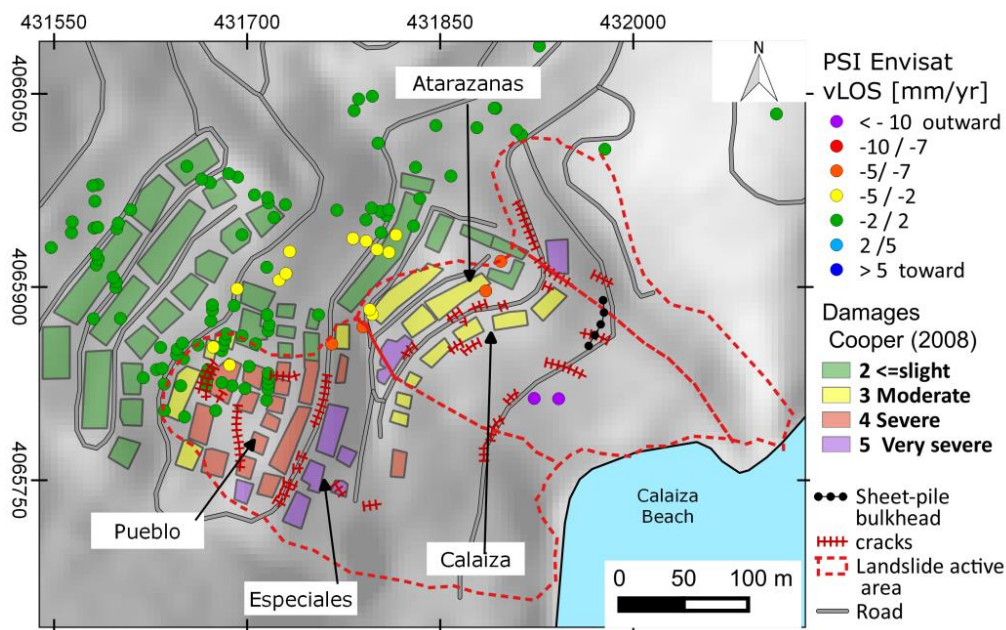 431550
431700
431850
432000
4066050
4065900
4065750
N
Atarazanas
Pueblo
Especiales
Calaiza
Calaiza
Beach
0 50 100 m
PSI Envisat
vLOS [mm/yr]
< - 10 outward
-10 / -7
-5/ -7
-5 / -2
-2 / 2
2 /5
> 5 toward
Damages
Cooper (2008)
2 <=slight
3 Moderate
4 Severe
5 Very severe
Sheet-pile
bulkhead
cracks
Landslide active
area
Road